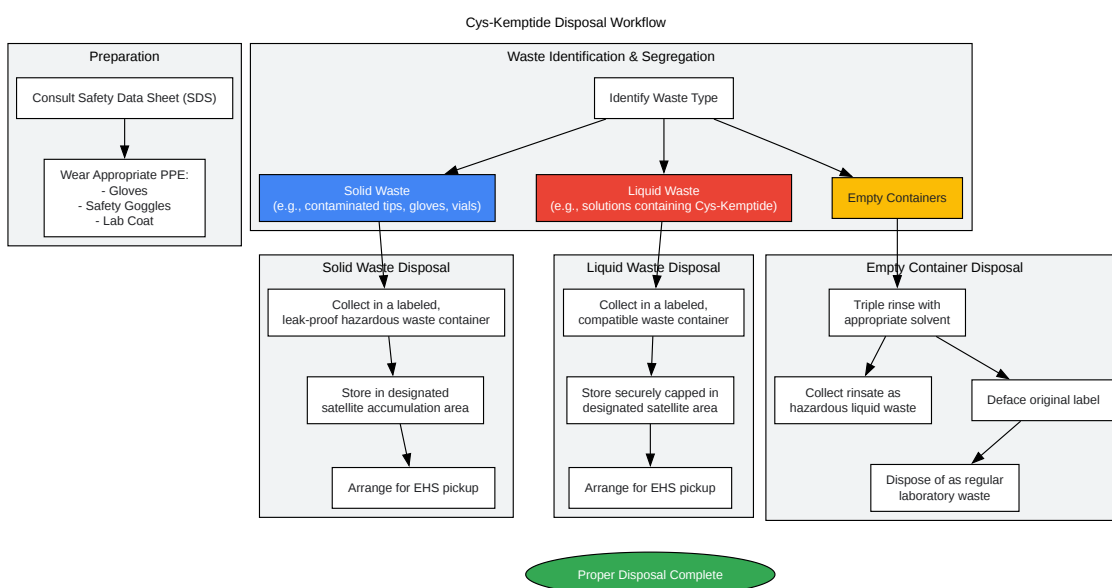 Cys-Kemptide Disposal Workflow
Preparation
Consult Safety Data Sheet (SDS)
Wear Appropriate PPE:
- Gloves
- Safety Goggles
- Lab Coat
Waste Identification & Segregation
Identify Waste Type
Solid Waste
(e.g., contaminated tips, gloves, vials)
Liquid Waste
(e.g., solutions containing Cys-Kemptide)
Empty Containers
Solid Waste Disposal
Collect in a labeled,
leak-proof hazardous waste container
Store in designated
satellite accumulation area
Arrange for EHS pickup
Liquid Waste Disposal
Collect in a labeled,
compatible waste container
Store securely capped in
designated satellite area
Arrange for EHS pickup
Empty Container Disposal
Triple rinse with
appropriate solvent
Collect rinsate as
hazardous liquid waste
Deface original label
Dispose of as regular
laboratory waste
Proper Disposal Complete